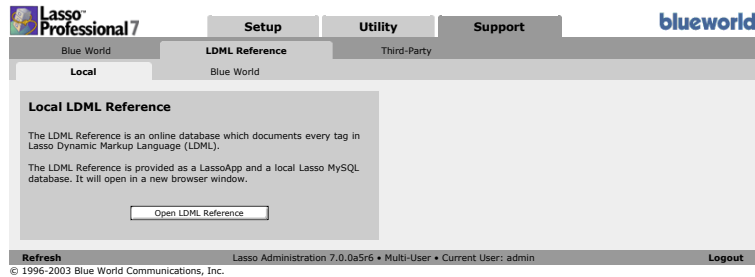 Lasso™
Professional 7
Setup Utility Support
blueworld
Blue World LDML Reference Third-Party
Local Blue World
Local LDML Reference
The LDML Reference is an online database which documents every tag in
Lasso Dynamic Markup Language (LDML).
The LDML Reference is provided as a LassoApp and a local Lasso MySQL
database. It will open in a new browser window.
Open LDML Reference
Refresh Lasso Administration 7.0.0a5r6 • Multi-User • Current User: admin Logout
© 1996-2003 Blue World Communications, Inc.